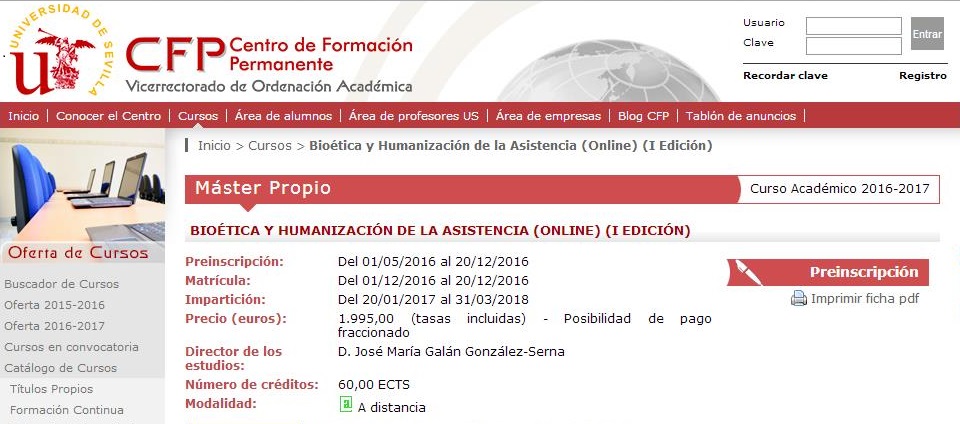 UNIVERSIDAD DE SEVILLA
CFP Centro de Formación
Permanente
Vicerrectorado de Ordenación Académica
Usuario
Clave
Entrar
Recordar clave Registro
Inicio | Conocer el Centro | Cursos | Área de alumnos | Área de profesores US | Área de empresas | Blog CFP | Tablón de anuncios |
Inicio > Cursos > Bioética y Humanización de la Asistencia (Online) (I Edición)
Máster Propio
Curso Académico 2016-2017
BIOÉTICA Y HUMANIZACIÓN DE LA ASISTENCIA (ONLINE) (I EDICIÓN)
Preinscripción: Del 01/05/2016 al 20/12/2016
Matrícula: Del 01/12/2016 al 20/12/2016
Impartición: Del 20/01/2017 al 31/03/2018
Precio (euros): 1.995,00 (tasas incluidas) - Posibilidad de pago
fraccionado
Director de los D. José María Galán González-Serna
estudios:
Número de créditos: 60,00 ECTS
Modalidad: a A distancia
Preinscripción
Imprimir ficha pdf
Oferta de Cursos
Buscador de Cursos
Oferta 2015-2016
Oferta 2016-2017
Cursos en convocatoria
Catálogo de Cursos
Títulos Propios
Formación Continua